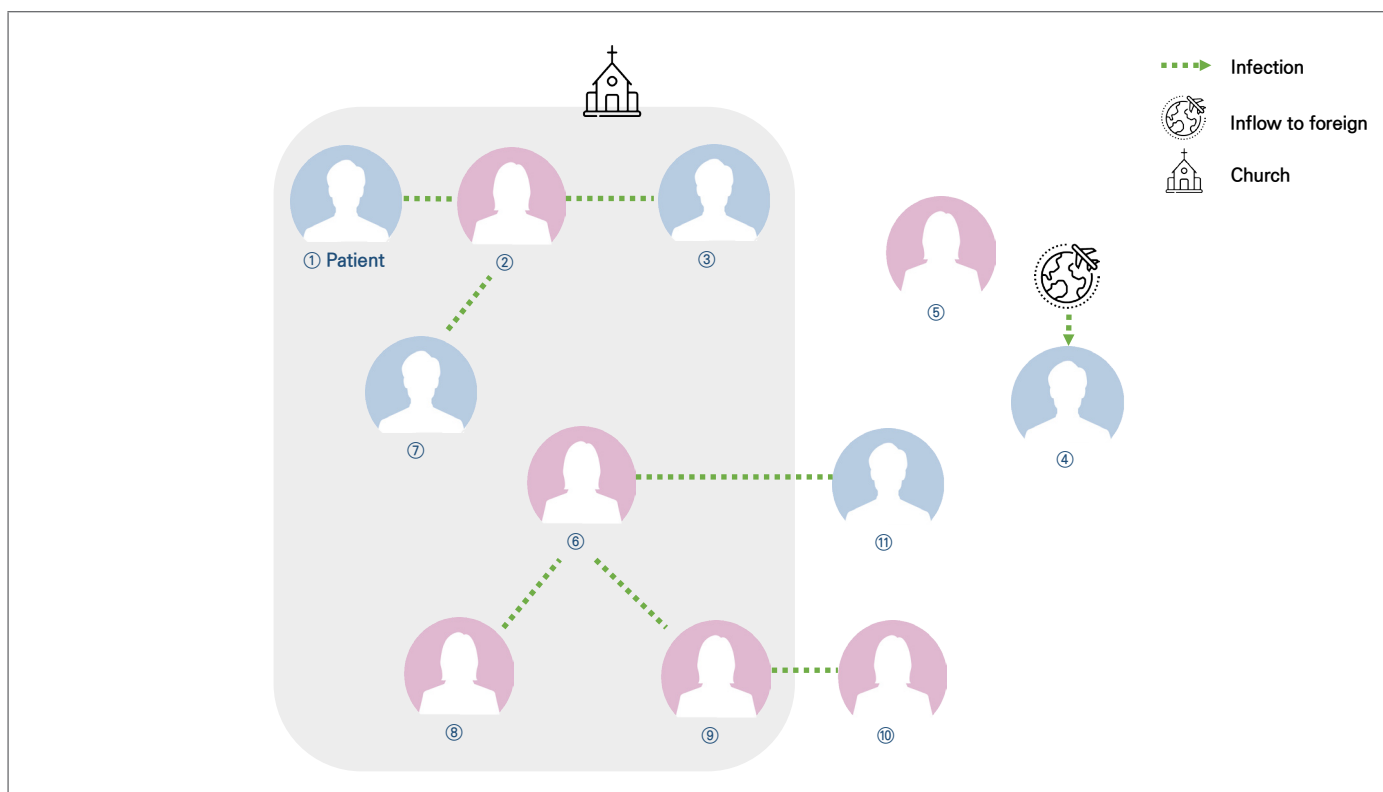 Infection
Inflow to foreign
Church
① Patient
②
③
⑤
⑦
④
⑥
⑪
⑧
⑨
⑩